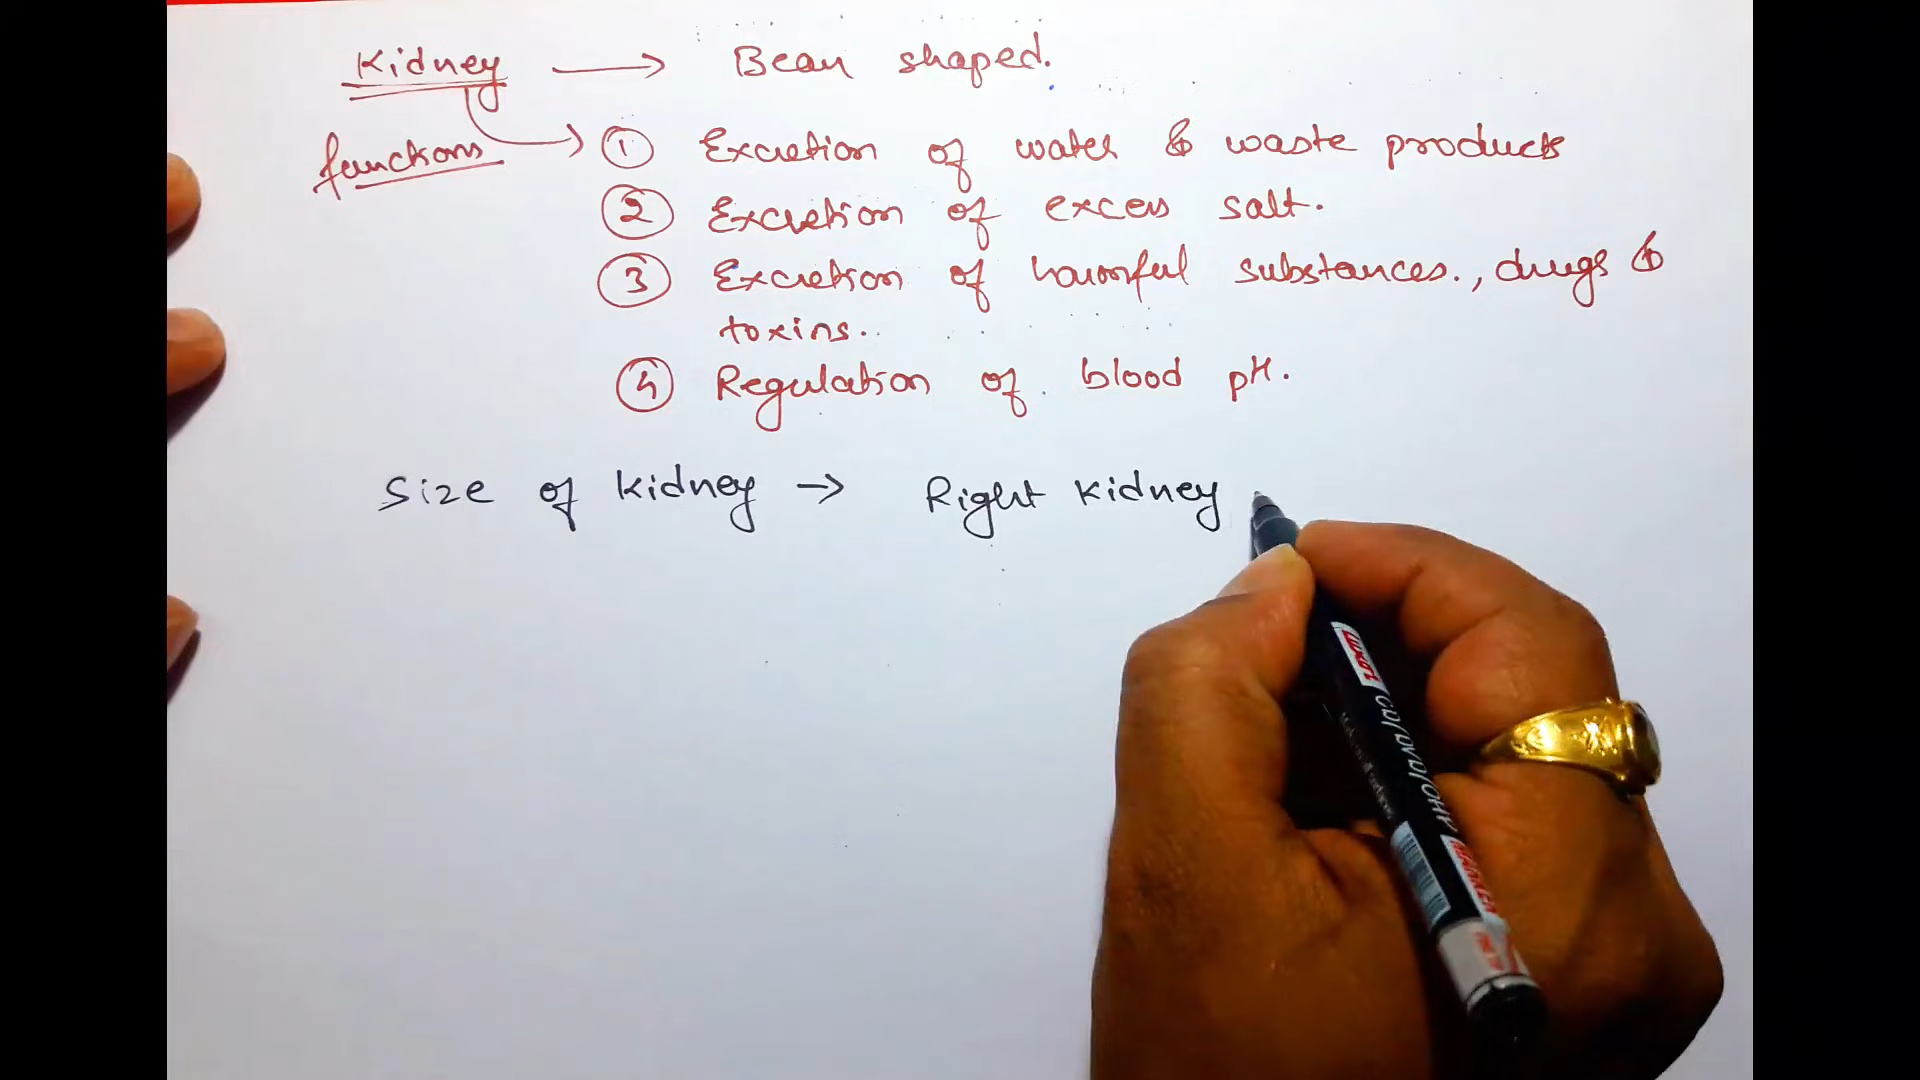 Kidney → Bean shaped.
functions → ① Excretion of water & waste products
② Excretion of excess salt.
③ Excretion of harmful substances., drugs &
toxins..
④ Regulation of blood pH.
Size of kidney → Right kidney
LUXOR